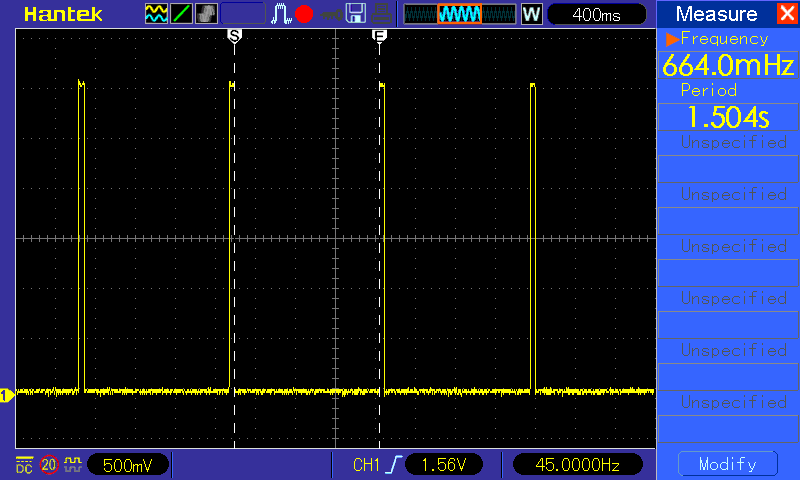 Hantek
W
400ms
Measure
S
E
Frequency
664.0mHz
Period
1.504s
Unspecified
Unspecified
Unspecified
Unspecified
Unspecified
Unspecified
1
DC
20
500mV
CH1
1.56V
45.0000Hz
Modify